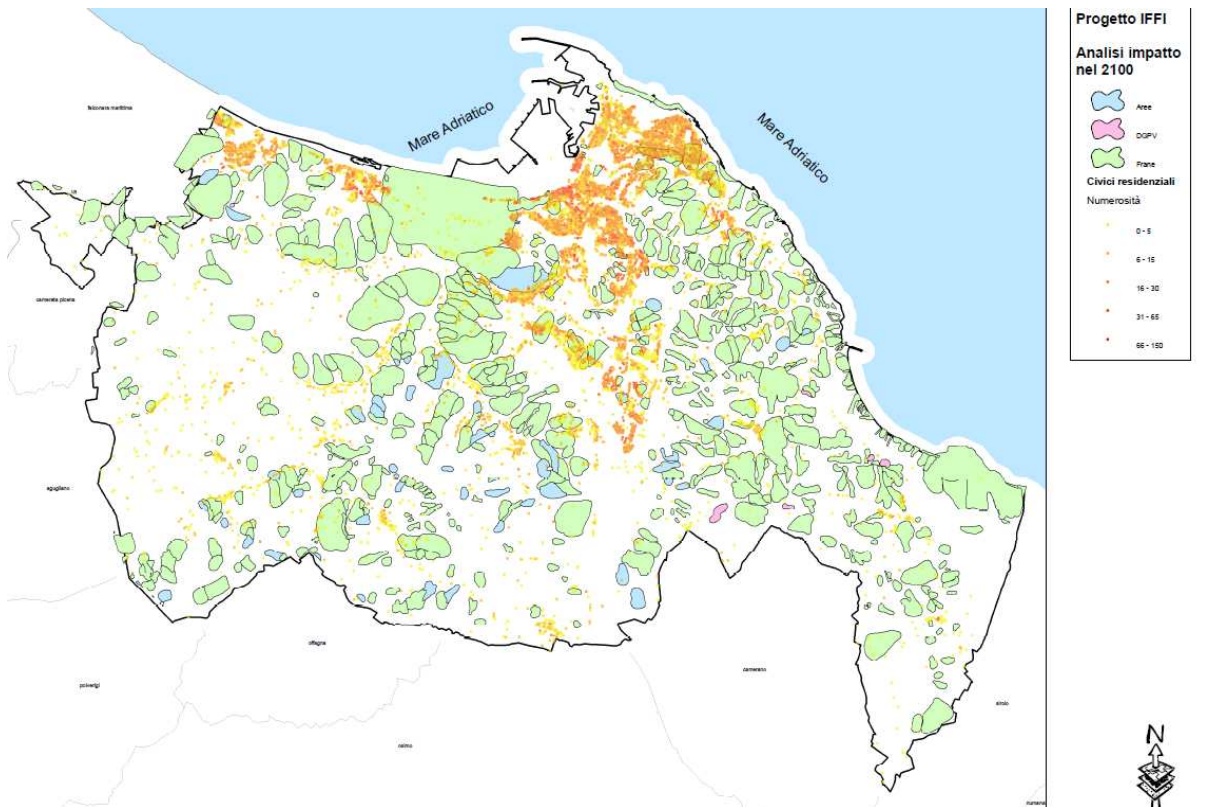 Progetto IFFI
Analisi impatto
nel 2100
Aree
DGPV
Frane
Civici residenziali
Numerosità
0 - 5
6 - 15
16 - 30
31 - 65
66 - 150
Mare Adriatico
Mare Adriatico
falconara marittima
camerata picena
agugliano
polverigi
offagna
osimo
camerano
sirolo
numana
N